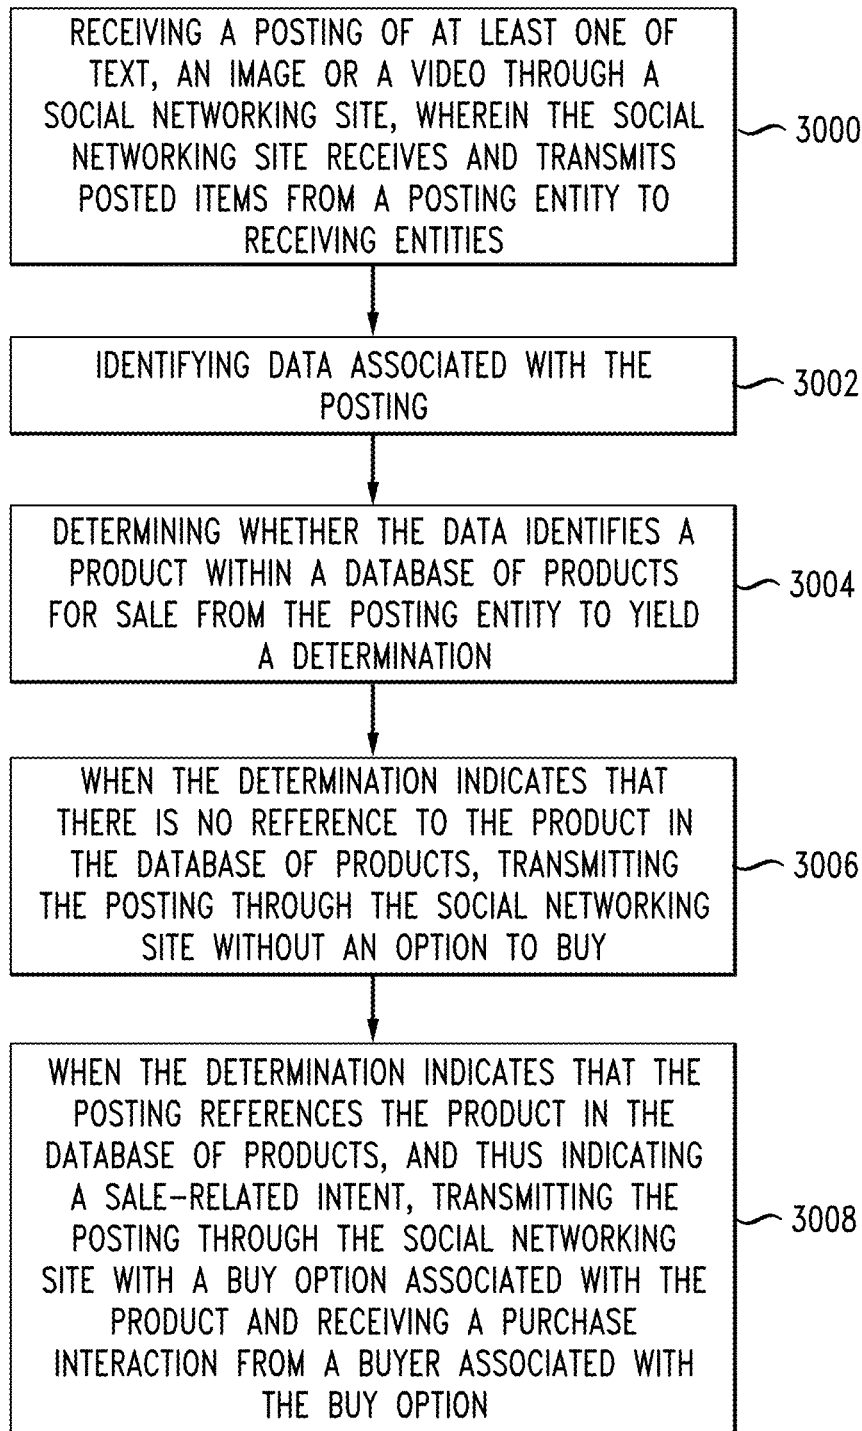 RECEIVING A POSTING OF AT LEAST ONE OF
TEXT, AN IMAGE OR A VIDEO THROUGH A
SOCIAL NETWORKING SITE, WHEREIN THE SOCIAL
NETWORKING SITE RECEIVES AND TRANSMITS
POSTED ITEMS FROM A POSTING ENTITY TO
RECEIVING ENTITIES
3000
IDENTIFYING DATA ASSOCIATED WITH THE
POSTING
3002
DETERMINING WHETHER THE DATA IDENTIFIES A
PRODUCT WITHIN A DATABASE OF PRODUCTS
FOR SALE FROM THE POSTING ENTITY TO YIELD
A DETERMINATION
3004
WHEN THE DETERMINATION INDICATES THAT
THERE IS NO REFERENCE TO THE PRODUCT IN
THE DATABASE OF PRODUCTS, TRANSMITTING
THE POSTING THROUGH THE SOCIAL NETWORKING
SITE WITHOUT AN OPTION TO BUY
3006
WHEN THE DETERMINATION INDICATES THAT THE
POSTING REFERENCES THE PRODUCT IN THE
DATABASE OF PRODUCTS, AND THUS INDICATING
A SALE-RELATED INTENT, TRANSMITTING THE
POSTING THROUGH THE SOCIAL NETWORKING
SITE WITH A BUY OPTION ASSOCIATED WITH THE
PRODUCT AND RECEIVING A PURCHASE
INTERACTION FROM A BUYER ASSOCIATED WITH
THE BUY OPTION
3008